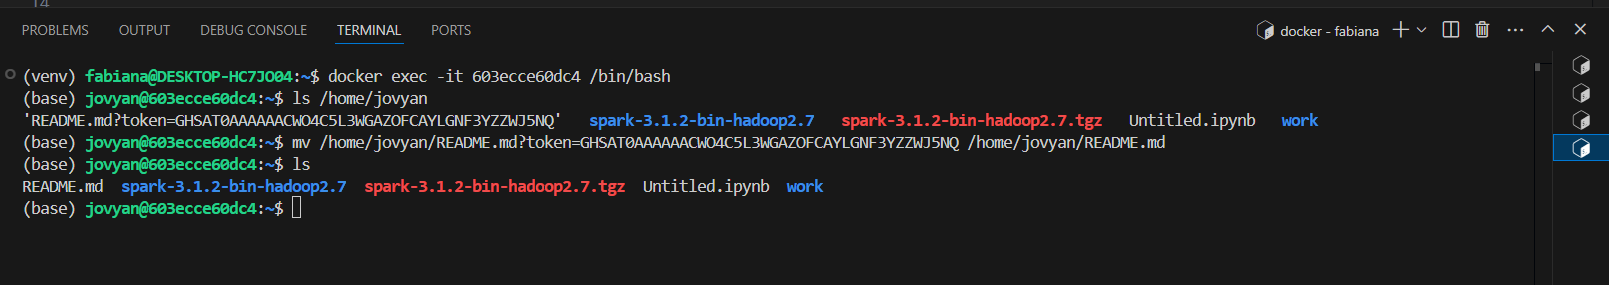 14
PROBLEMS OUTPUT DEBUG CONSOLE TERMINAL PORTS docker - fabiana
(venv) fabiana@DESKTOP-HC7JO04:~$ docker exec -it 603ecce60dc4 /bin/bash
(base) jovyan@603ecce60dc4:~$ ls /home/jovyan
'README.md?token=GHSAT0AAAAAACWO4C5L3WGAZOFCAYLGNF3YZZWJ5NQ' spark-3.1.2-bin-hadoop2.7 spark-3.1.2-bin-hadoop2.7.tgz Untitled.ipynb work
(base) jovyan@603ecce60dc4:~$ mv /home/jovyan/README.md?token=GHSAT0AAAAAACWO4C5L3WGAZOFCAYLGNF3YZZWJ5NQ /home/jovyan/README.md
(base) jovyan@603ecce60dc4:~$ ls
README.md spark-3.1.2-bin-hadoop2.7 spark-3.1.2-bin-hadoop2.7.tgz Untitled.ipynb work
(base) jovyan@603ecce60dc4:~$